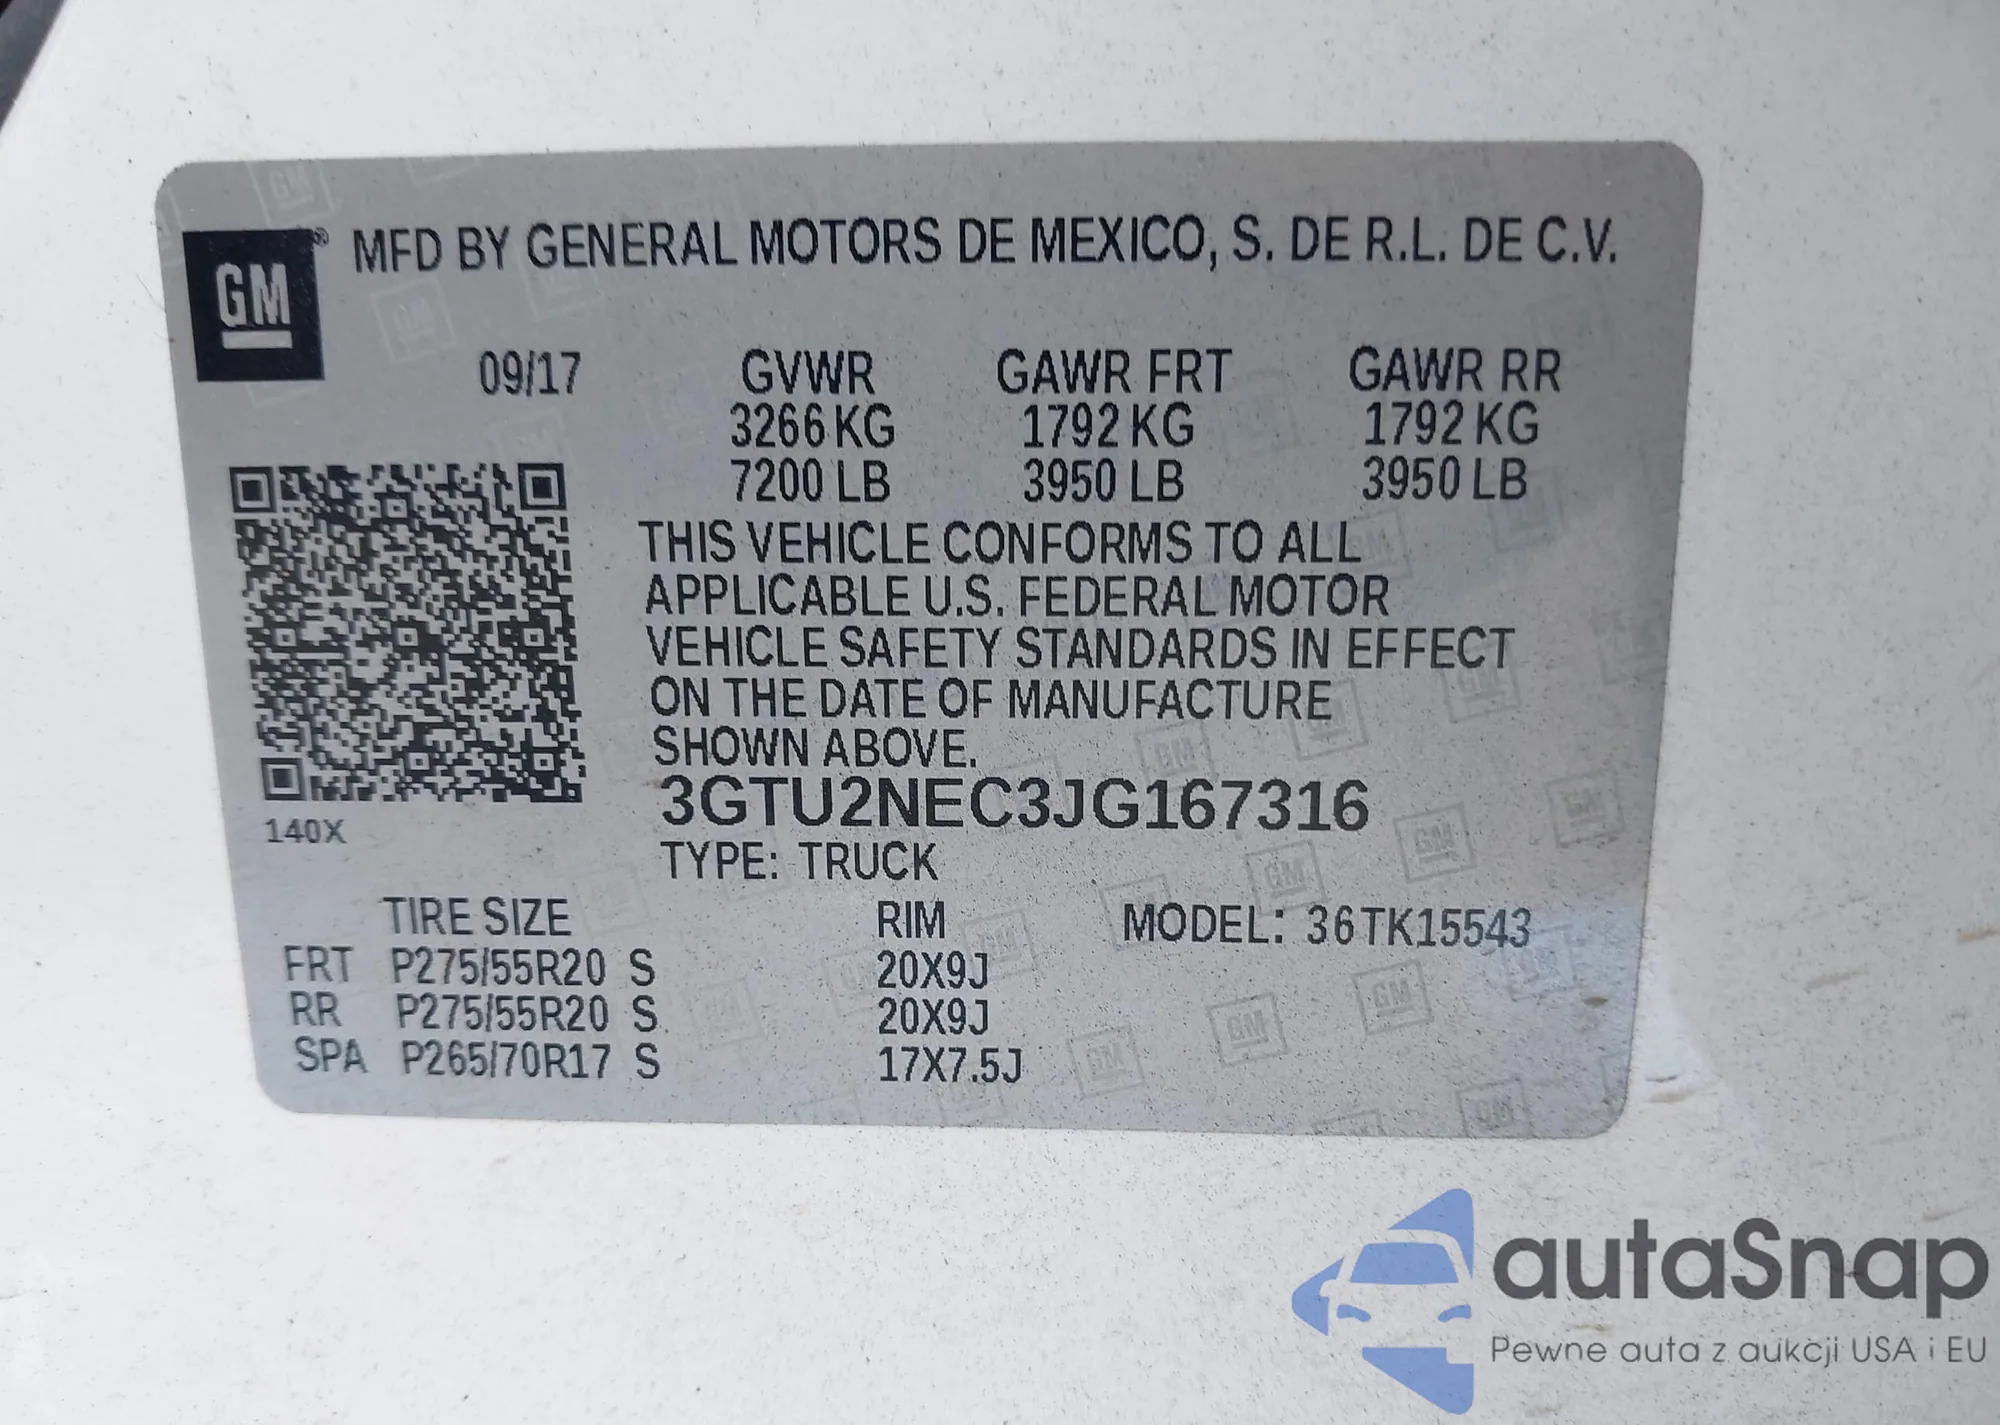 GM® MFD BY GENERAL MOTORS DE MEXICO, S. DE R.L. DE C.V.
09/17 GVWR GAWR FRT GAWR RR
3266 KG 1792 KG 1792 KG
7200 LB 3950 LB 3950 LB
THIS VEHICLE CONFORMS TO ALL
APPLICABLE U.S. FEDERAL MOTOR
VEHICLE SAFETY STANDARDS IN EFFECT
ON THE DATE OF MANUFACTURE
SHOWN ABOVE.
3GTU2NEC3JG167316
140X
TYPE: TRUCK
TIRE SIZE RIM MODEL: 36TK15543
FRT P275/55R20 S 20X9J
RR P275/55R20 S 20X9J
SPA P265/70R17 S 17X7.5J
autaSnap
Pewne auta z aukcji USA i EU